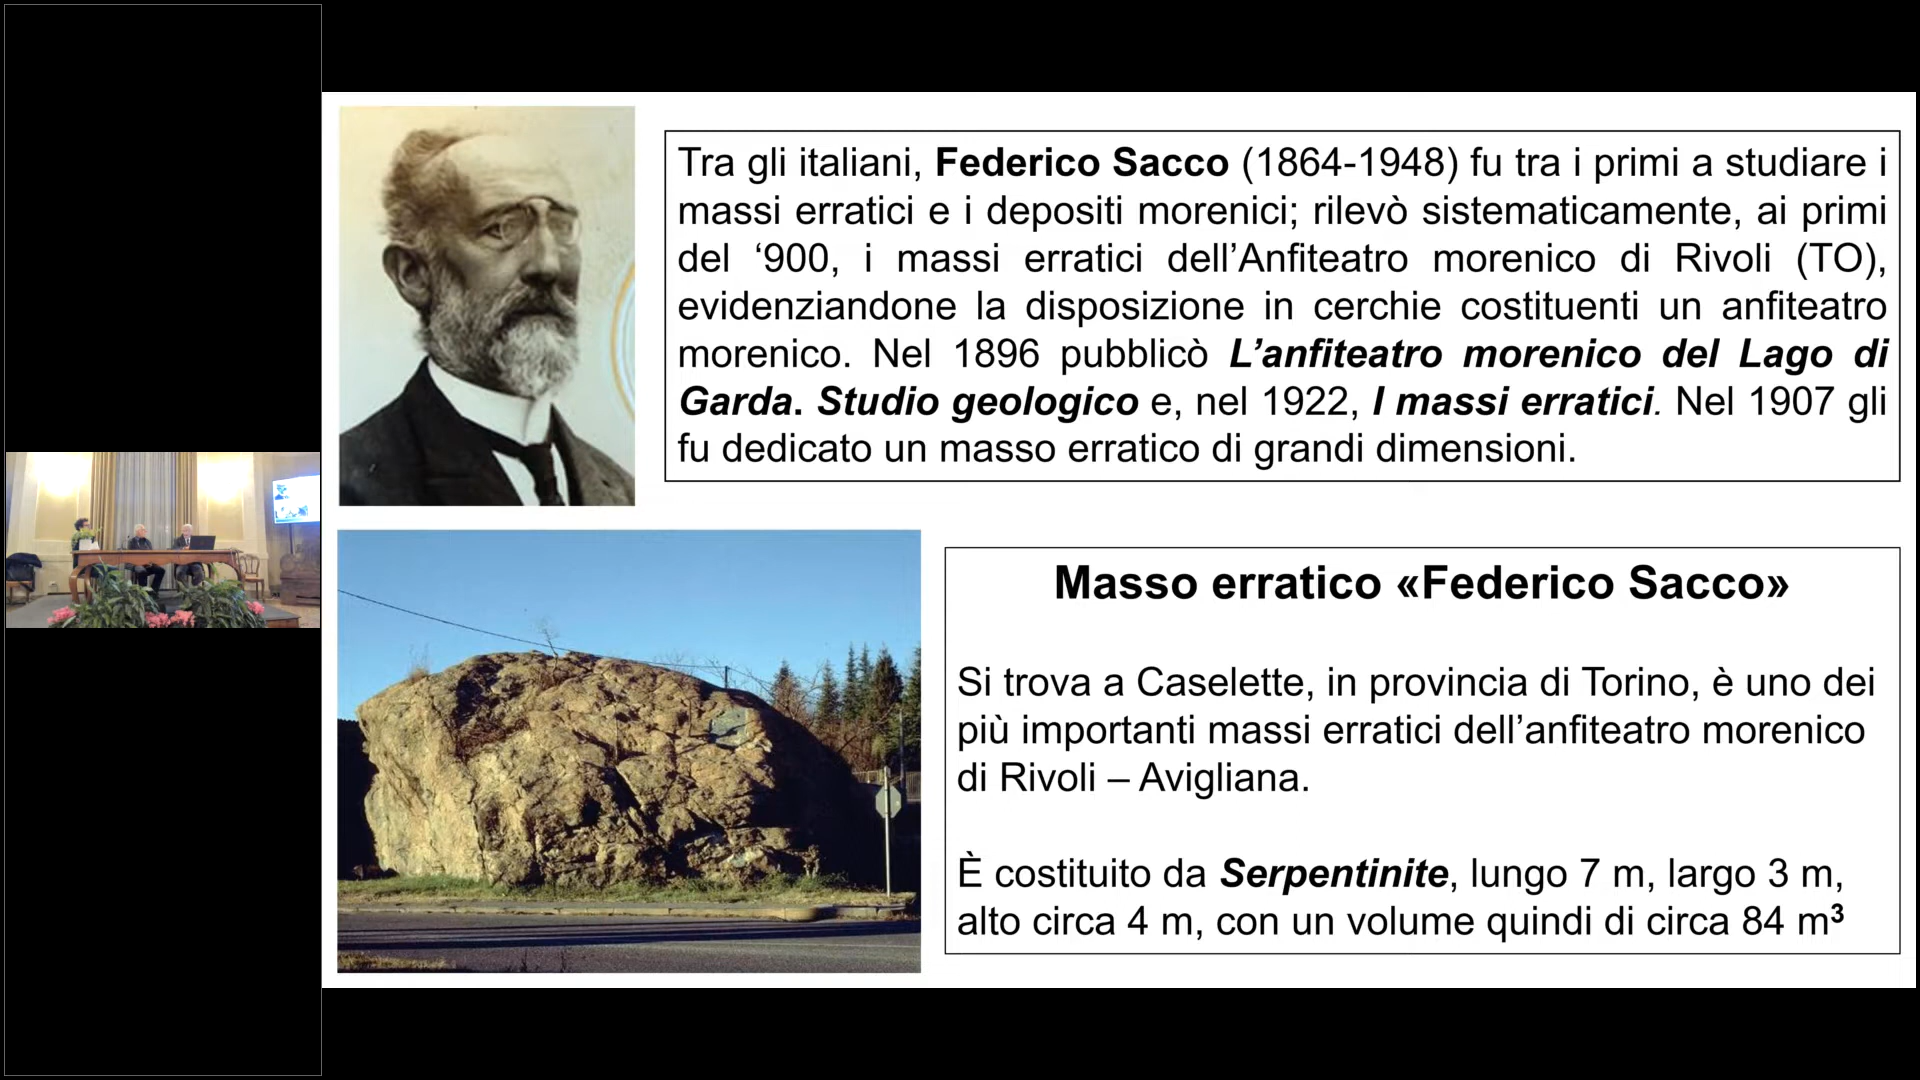 Tra gli italiani, Federico Sacco (1864-1948) fu tra i primi a studiare i
massi erratici e i depositi morenici; rilevò sistematicamente, ai primi
del ‘900, i massi erratici dell’Anfiteatro morenico di Rivoli (TO),
evidenziandone la disposizione in cerchie costituenti un anfiteatro
morenico. Nel 1896 pubblicò L’anfiteatro morenico del Lago di
Garda. Studio geologico e, nel 1922, I massi erratici. Nel 1907 gli
fu dedicato un masso erratico di grandi dimensioni.
Masso erratico «Federico Sacco»
Si trova a Caselette, in provincia di Torino, è uno dei
più importanti massi erratici dell’anfiteatro morenico
di Rivoli – Avigliana.
È costituito da Serpentinite, lungo 7 m, largo 3 m,
alto circa 4 m, con un volume quindi di circa 84 m³